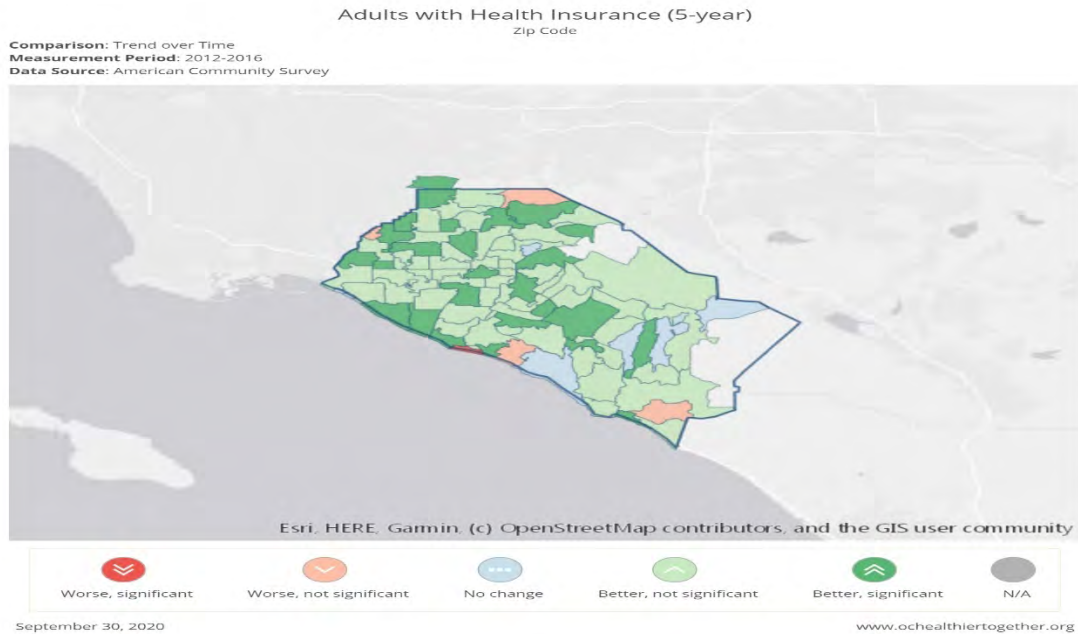 Adults with Health Insurance (5-year)
Zip Code
Comparison: Trend over Time
Measurement Period: 2012-2016
Data Source: American Community Survey
Esri, HERE, Garmin, (c) OpenStreetMap contributors, and the GIS user community
Worse, significant
Worse, not significant
No change
Better, not significant
Better, significant
N/A
September 30, 2020
www.ochealthiertogether.org